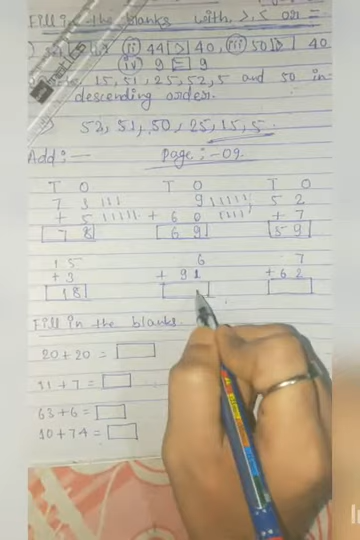 Fill in the blanks with >, < or =
(ii) 44 > 40, (iii) 50 > 40
(iv) 9 = 9
15, 51, 25, 52, 5 and 50 in
descending order.
52, 51, 50, 25, 15, 5.
Add :- Page :- 09.
T O T O T O
7 3 9 5 2
+ 5 + 6 0 + 7
7 8 6 9 5 9
1 5 6 7
+ 3 + 9 1 + 6 2
1 8
Fill in the blanks.
20 + 20 =
11 + 7 =
63 + 6 =
10 + 74 =